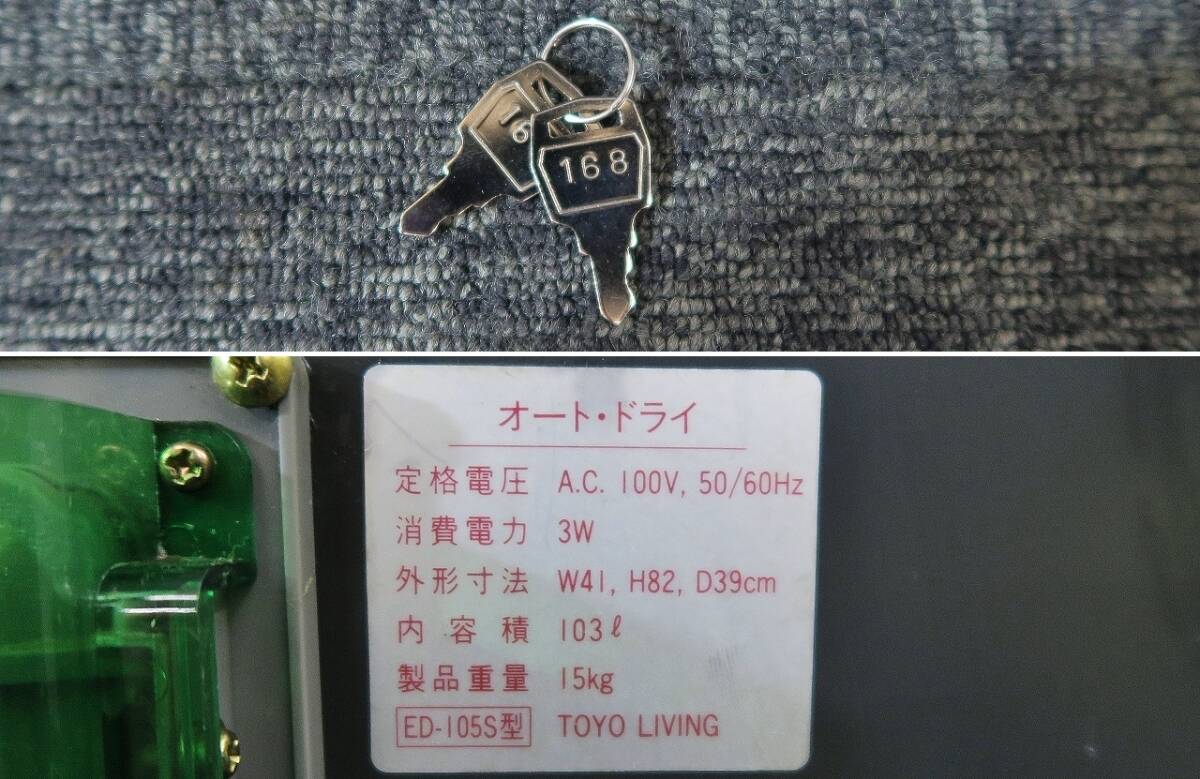 16
168
オート・ドライ
定格電圧 A.C. 100V, 50/60Hz
消費電力 3W
外形寸法 W41, H82, D39cm
内容積 103ℓ
製品重量 15kg
ED-105S型 TOYO LIVING